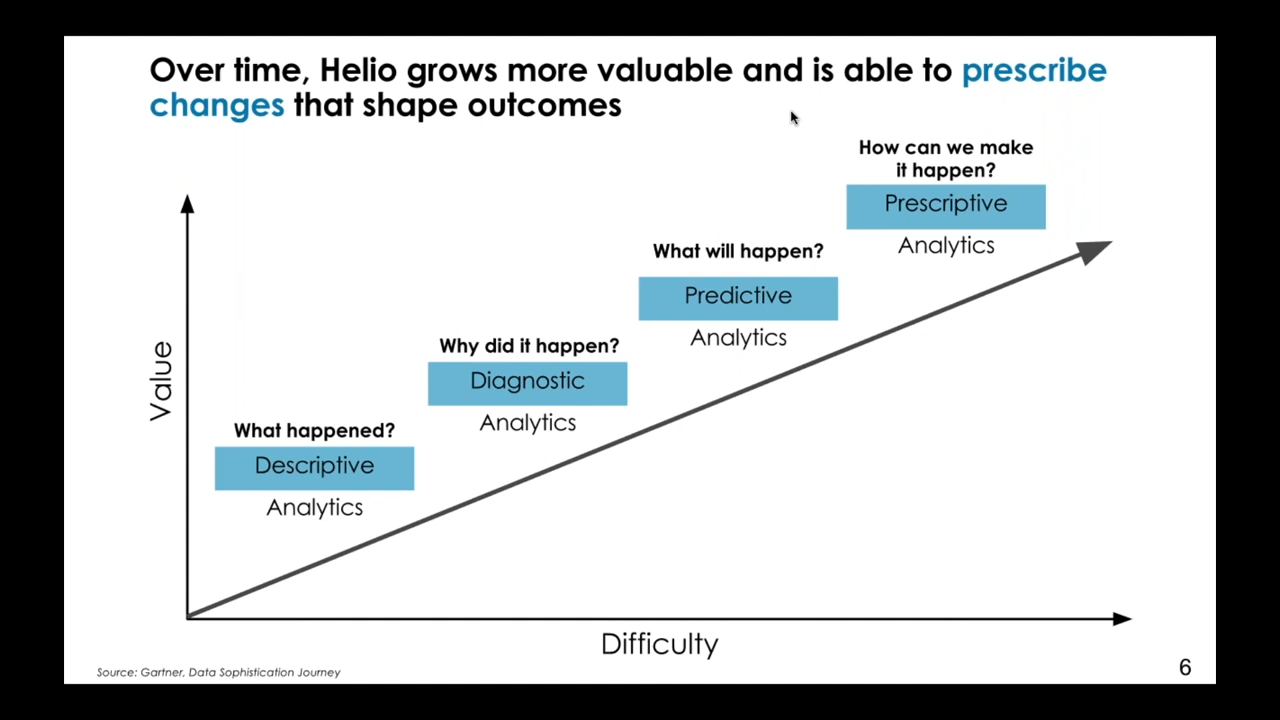 Over time, Helio grows more valuable and is able to prescribe
changes that shape outcomes
How can we make
it happen?
Prescriptive
Analytics
What will happen?
Predictive
Analytics
Why did it happen?
Diagnostic
Analytics
What happened?
Descriptive
Analytics
Value
Difficulty
Source: Gartner, Data Sophistication Journey
6